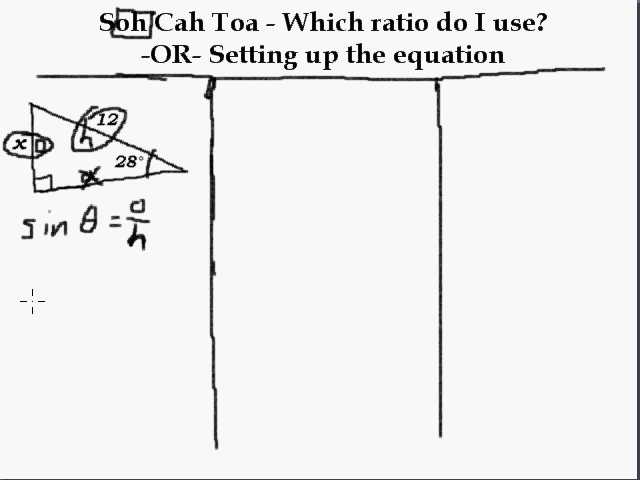 Soh Cah Toa - Which ratio do I use?
-OR- Setting up the equation
12
h
x o
28°
a
sin θ = o/h